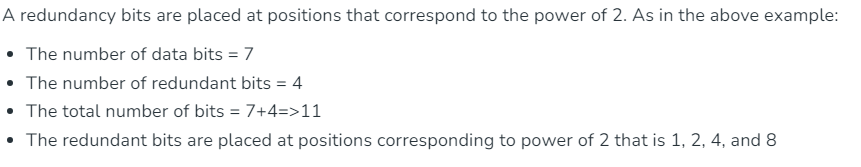 A redundancy bits are placed at positions that correspond to the power of 2. As in the above example:
• The number of data bits = 7
• The number of redundant bits = 4
• The total number of bits = 7+4=>11
• The redundant bits are placed at positions corresponding to power of 2 that is 1, 2, 4, and 8